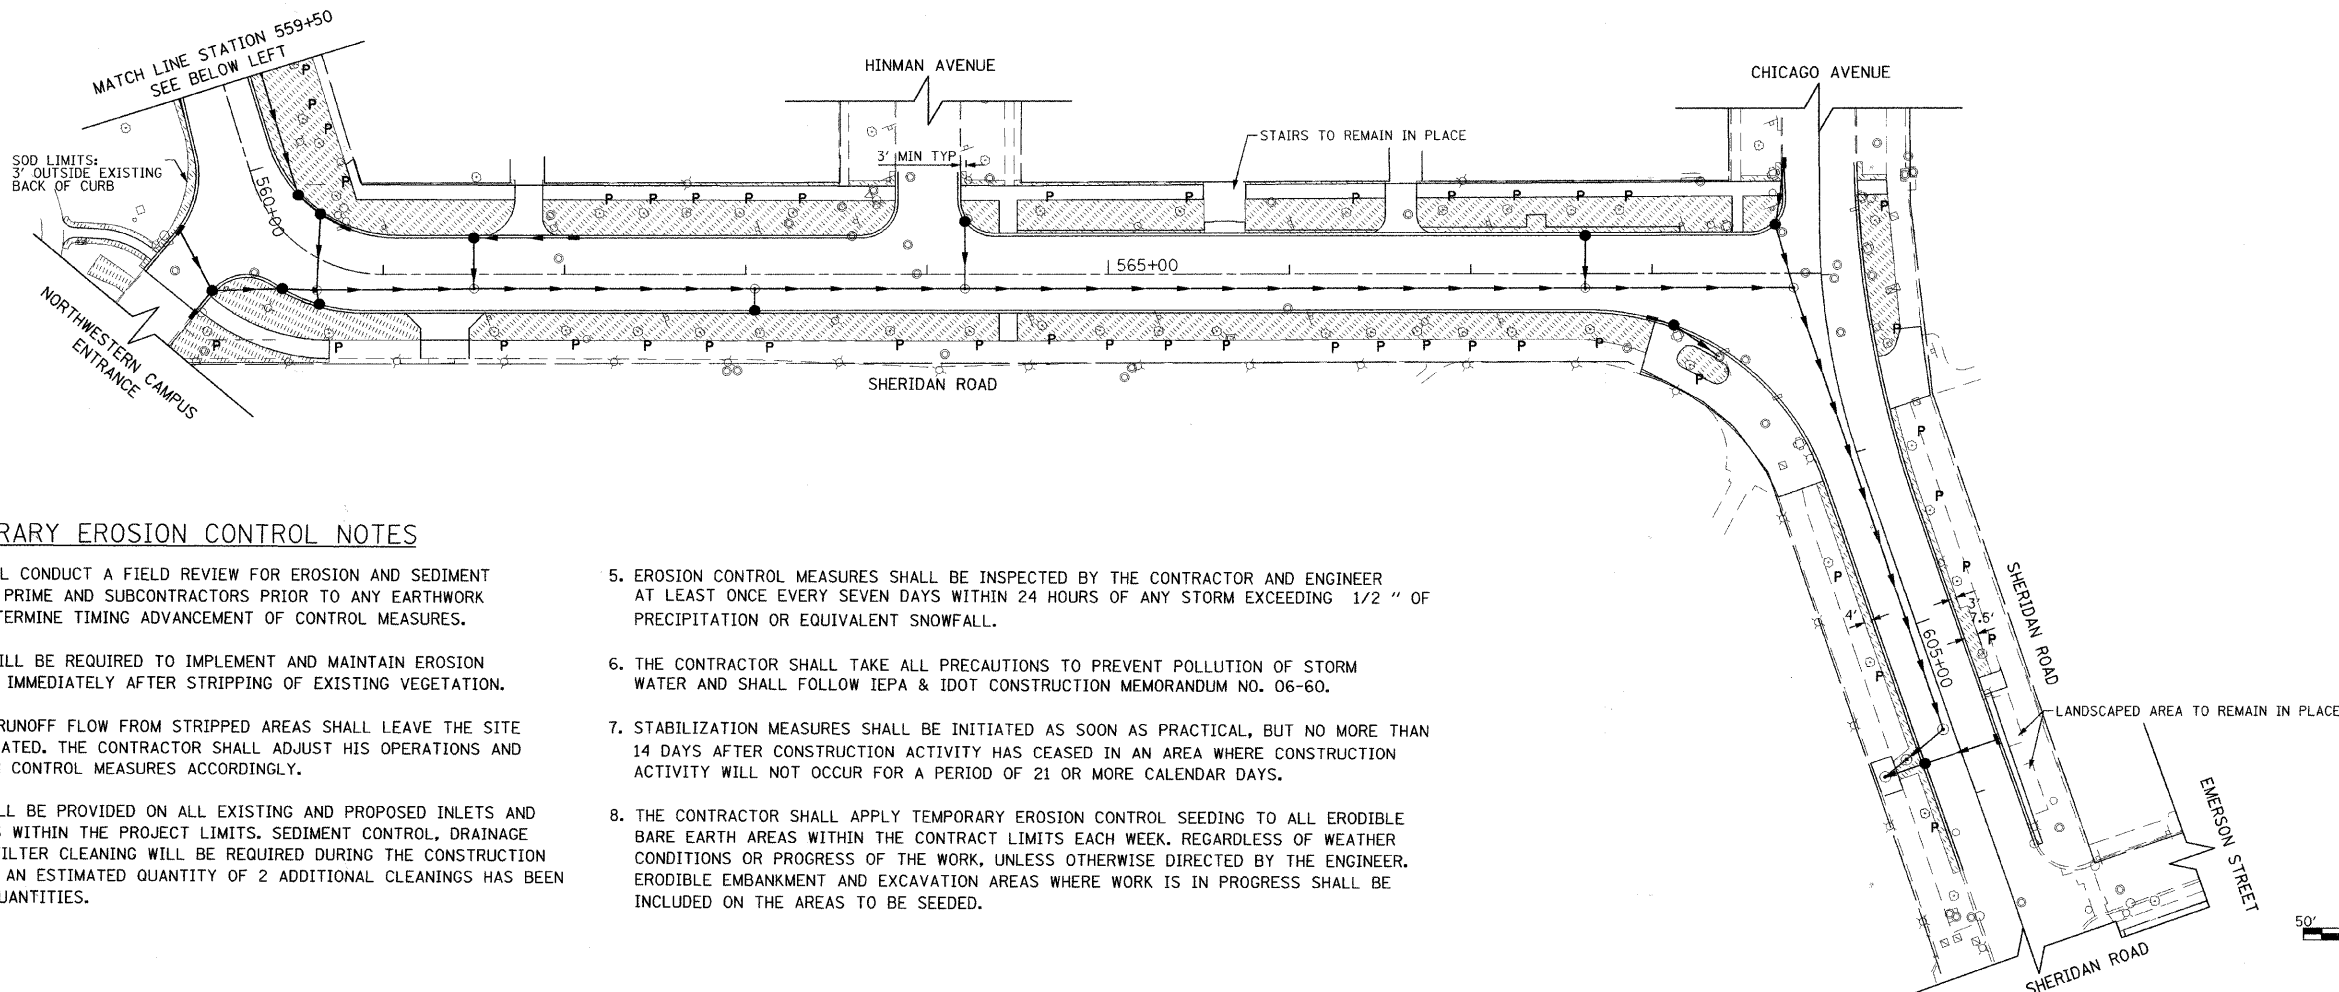 MATCH LINE STATION 559+50
SEE BELOW LEFT
HINMAN AVENUE
CHICAGO AVENUE
STAIRS TO REMAIN IN PLACE
3' MIN TYP
SOD LIMITS:
3' OUTSIDE EXISTING
BACK OF CURB
560+00
565+00
NORTHWESTERN CAMPUS
ENTRANCE
SHERIDAN ROAD
P P P P
P P P P P P P P P P P
P P P P P P P P P P P P P P P P
P P P P P P P P P P P P
RARY EROSION CONTROL NOTES
L CONDUCT A FIELD REVIEW FOR EROSION AND SEDIMENT
PRIME AND SUBCONTRACTORS PRIOR TO ANY EARTHWORK
TERMINE TIMING ADVANCEMENT OF CONTROL MEASURES.
ILL BE REQUIRED TO IMPLEMENT AND MAINTAIN EROSION
IMMEDIATELY AFTER STRIPPING OF EXISTING VEGETATION.
RUNOFF FLOW FROM STRIPPED AREAS SHALL LEAVE THE SITE
ATED. THE CONTRACTOR SHALL ADJUST HIS OPERATIONS AND
CONTROL MEASURES ACCORDINGLY.
LL BE PROVIDED ON ALL EXISTING AND PROPOSED INLETS AND
WITHIN THE PROJECT LIMITS. SEDIMENT CONTROL, DRAINAGE
ILTER CLEANING WILL BE REQUIRED DURING THE CONSTRUCTION
AN ESTIMATED QUANTITY OF 2 ADDITIONAL CLEANINGS HAS BEEN
UANTITIES.
5. EROSION CONTROL MEASURES SHALL BE INSPECTED BY THE CONTRACTOR AND ENGINEER
AT LEAST ONCE EVERY SEVEN DAYS WITHIN 24 HOURS OF ANY STORM EXCEEDING 1/2 " OF
PRECIPITATION OR EQUIVALENT SNOWFALL.
6. THE CONTRACTOR SHALL TAKE ALL PRECAUTIONS TO PREVENT POLLUTION OF STORM
WATER AND SHALL FOLLOW IEPA & IDOT CONSTRUCTION MEMORANDUM NO. 06-60.
7. STABILIZATION MEASURES SHALL BE INITIATED AS SOON AS PRACTICAL, BUT NO MORE THAN
14 DAYS AFTER CONSTRUCTION ACTIVITY HAS CEASED IN AN AREA WHERE CONSTRUCTION
ACTIVITY WILL NOT OCCUR FOR A PERIOD OF 21 OR MORE CALENDAR DAYS.
8. THE CONTRACTOR SHALL APPLY TEMPORARY EROSION CONTROL SEEDING TO ALL ERODIBLE
BARE EARTH AREAS WITHIN THE CONTRACT LIMITS EACH WEEK. REGARDLESS OF WEATHER
CONDITIONS OR PROGRESS OF THE WORK, UNLESS OTHERWISE DIRECTED BY THE ENGINEER.
ERODIBLE EMBANKMENT AND EXCAVATION AREAS WHERE WORK IS IN PROGRESS SHALL BE
INCLUDED ON THE AREAS TO BE SEEDED.
4'
3'
605+00
SHERIDAN ROAD
LANDSCAPED AREA TO REMAIN IN PLACE
EMERSON STREET
SHERIDAN ROAD
50'